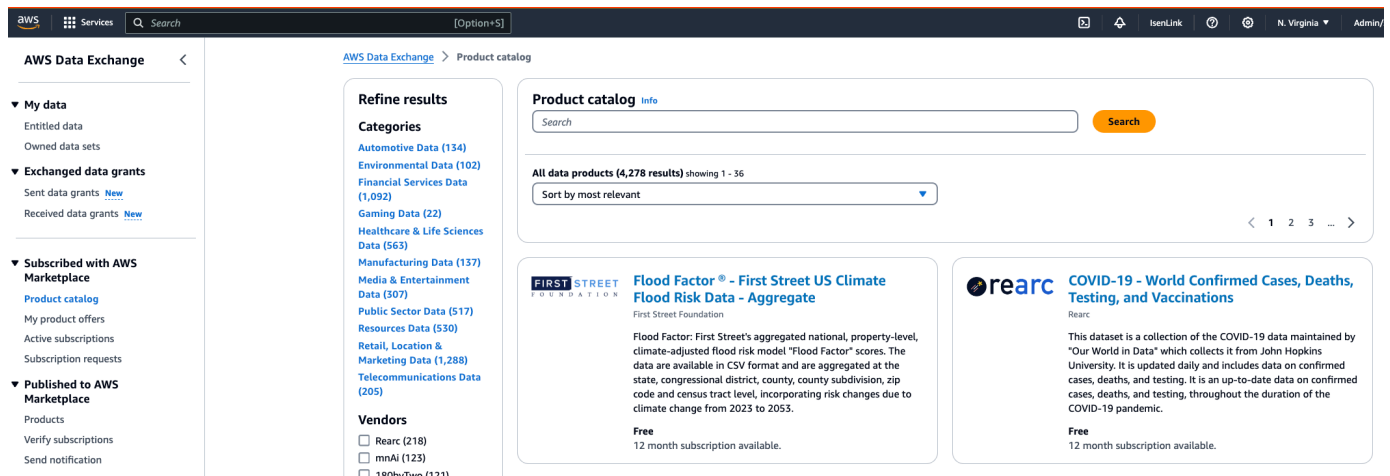 aws
Services
Search
[Option+S]
IsenLink
N. Virginia
Admin/
AWS Data Exchange
My data
Entitled data
Owned data sets
Exchanged data grants
Sent data grants New
Received data grants New
Subscribed with AWS
Marketplace
Product catalog
My product offers
Active subscriptions
Subscription requests
Published to AWS
Marketplace
Products
Verify subscriptions
Send notification
AWS Data Exchange > Product catalog
Refine results
Categories
Automotive Data (134)
Environmental Data (102)
Financial Services Data
(1,092)
Gaming Data (22)
Healthcare & Life Sciences
Data (563)
Manufacturing Data (137)
Media & Entertainment
Data (307)
Public Sector Data (517)
Resources Data (530)
Retail, Location &
Marketing Data (1,288)
Telecommunications Data
(205)
Vendors
Rearc (218)
mnAi (123)
180byTwo (121)
Product catalog Info
Search
Search
All data products (4,278 results) showing 1 - 36
Sort by most relevant
< 1 2 3 ... >
FIRST STREET
FOUNDATION
Flood Factor ® - First Street US Climate
Flood Risk Data - Aggregate
First Street Foundation
Flood Factor: First Street's aggregated national, property-level,
climate-adjusted flood risk model "Flood Factor" scores. The
data are available in CSV format and are aggregated at the
state, congressional district, county, county subdivision, zip
code and census tract level, incorporating risk changes due to
climate change from 2023 to 2053.
Free
12 month subscription available.
rearc
COVID-19 - World Confirmed Cases, Deaths,
Testing, and Vaccinations
Rearc
This dataset is a collection of the COVID-19 data maintained by
"Our World in Data" which collects it from John Hopkins
University. It is updated daily and includes data on confirmed
cases, deaths, and testing. It is an up-to-date data on confirmed
cases, deaths, and testing, throughout the duration of the
COVID-19 pandemic.
Free
12 month subscription available.